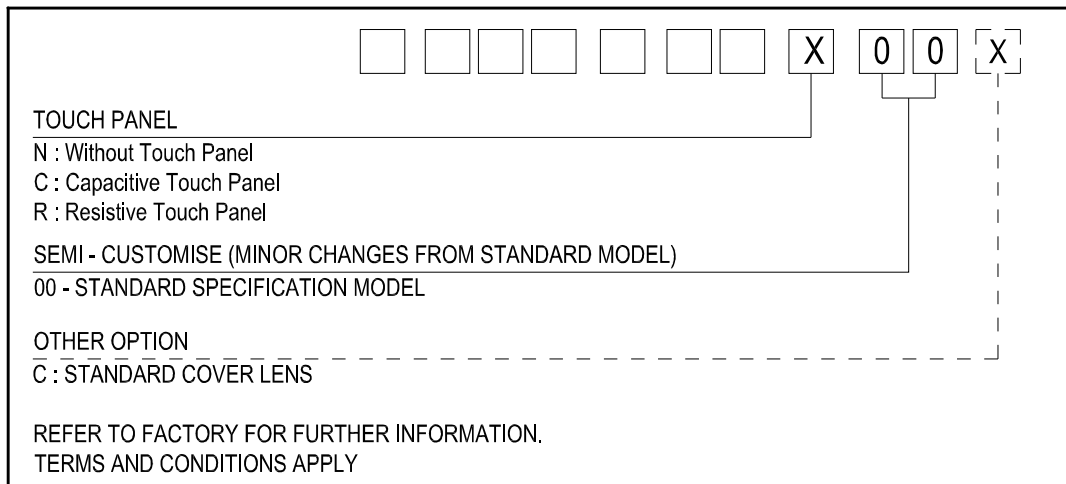 X 0 0 X
TOUCH PANEL
N : Without Touch Panel
C : Capacitive Touch Panel
R : Resistive Touch Panel
SEMI - CUSTOMISE (MINOR CHANGES FROM STANDARD MODEL)
00 - STANDARD SPECIFICATION MODEL
OTHER OPTION
C : STANDARD COVER LENS
REFER TO FACTORY FOR FURTHER INFORMATION.
TERMS AND CONDITIONS APPLY